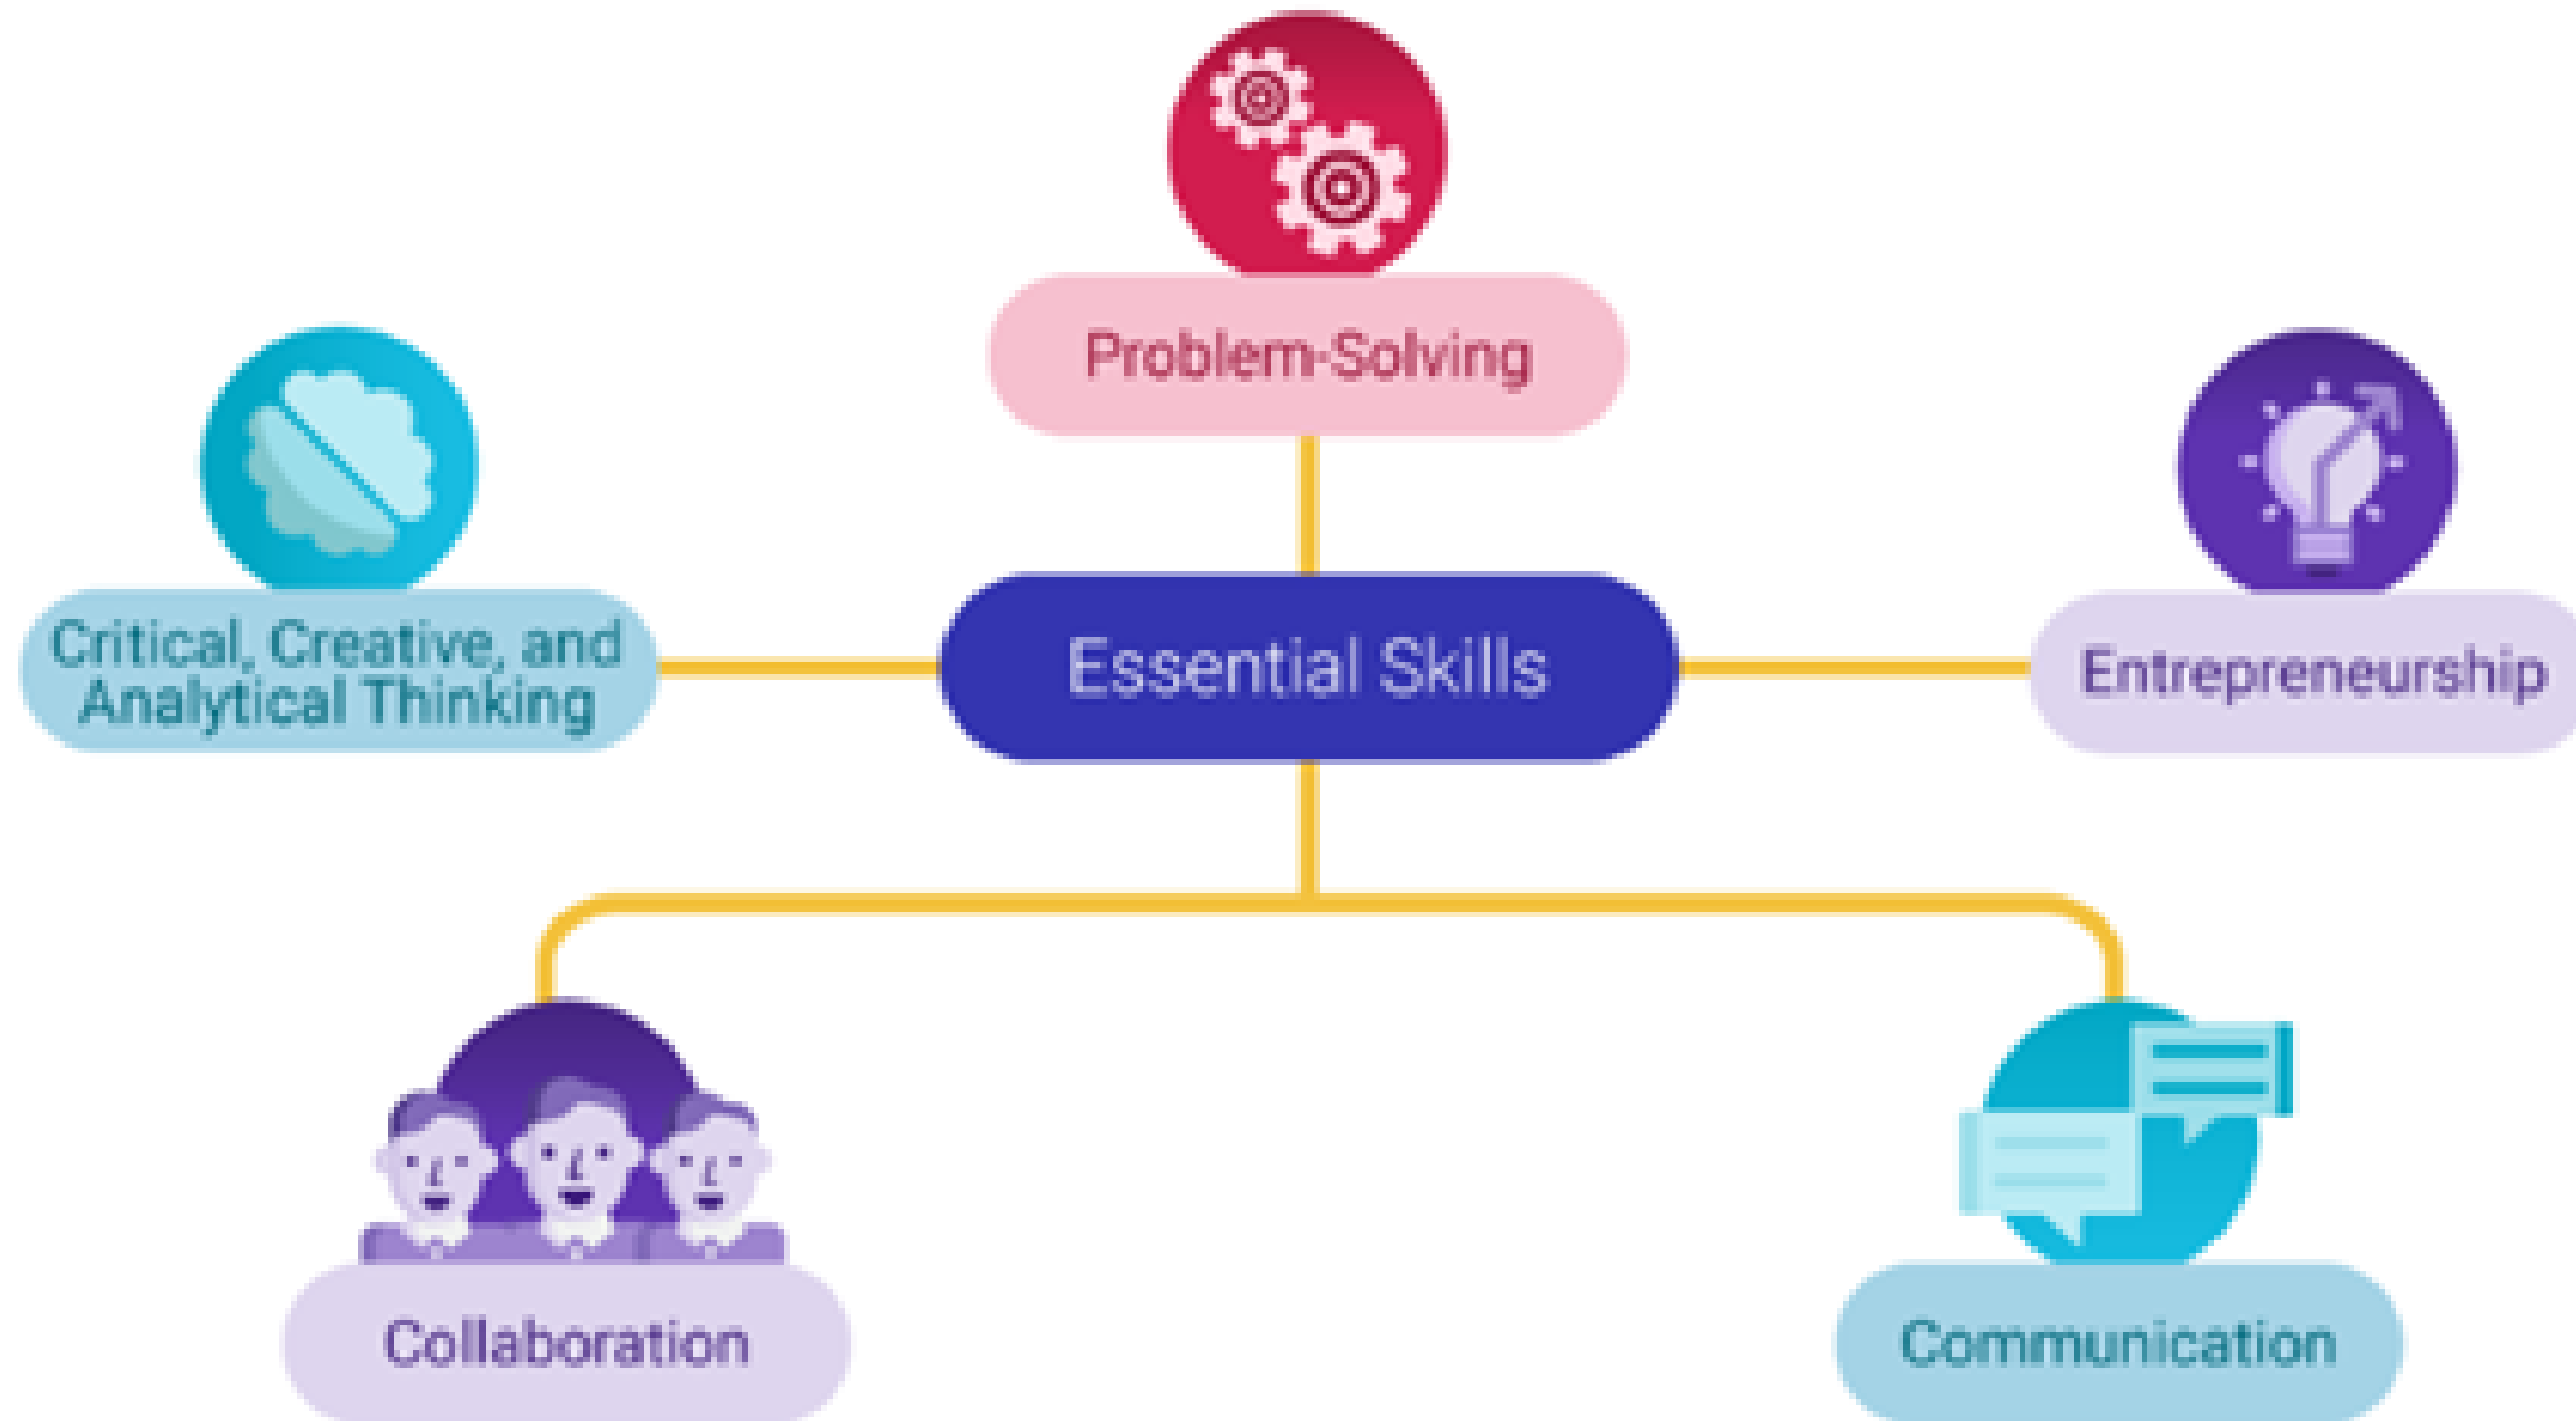 Problem-Solving
Critical, Creative, and
Analytical Thinking
Essential Skills
Entrepreneurship
Collaboration
Communication